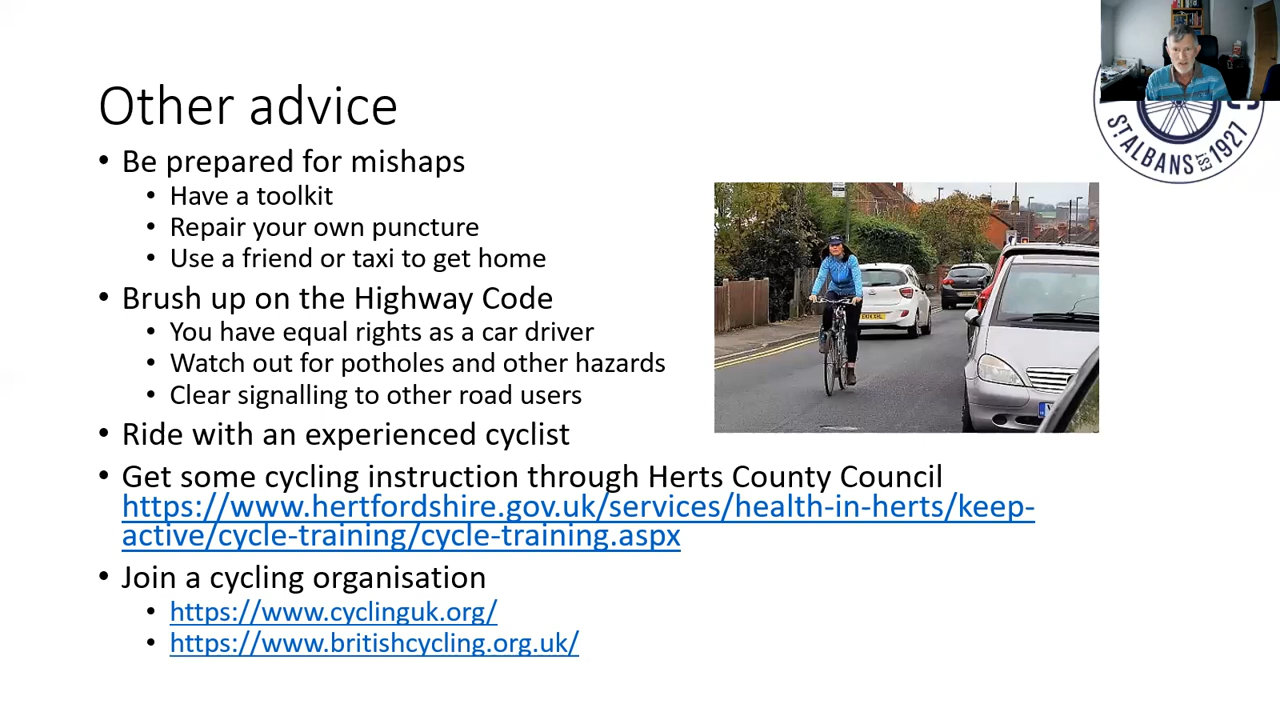 Other advice
• Be prepared for mishaps
• Have a toolkit
• Repair your own puncture
• Use a friend or taxi to get home
• Brush up on the Highway Code
• You have equal rights as a car driver
• Watch out for potholes and other hazards
• Clear signalling to other road users
• Ride with an experienced cyclist
• Get some cycling instruction through Herts County Council
https://www.hertfordshire.gov.uk/services/health-in-herts/keep-
active/cycle-training/cycle-training.aspx
• Join a cycling organisation
• https://www.cyclinguk.org/
• https://www.britishcycling.org.uk/
ST. ALBANS EST 1927